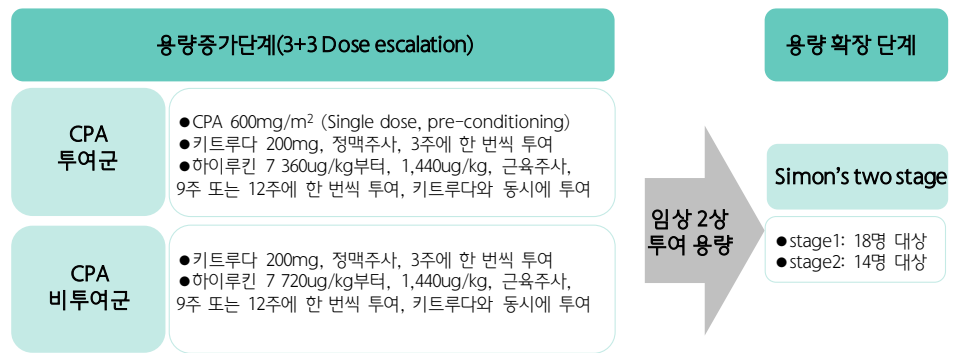 용량증가단계(3+3 Dose escalation)
용량 확장 단계
CPA
투여군
●CPA 600mg/m² (Single dose, pre-conditioning)
●키트루다 200mg, 정맥주사, 3주에 한 번씩 투여
●하이루킨 7 360ug/kg부터, 1,440ug/kg, 근육주사,
9주 또는 12주에 한 번씩 투여, 키트루다와 동시에 투여
CPA
비투여군
●키트루다 200mg, 정맥주사, 3주에 한 번씩 투여
●하이루킨 7 720ug/kg부터, 1,440ug/kg, 근육주사,
9주 또는 12주에 한 번씩 투여, 키트루다와 동시에 투여
임상 2상
투여 용량
Simon's two stage
●stage1: 18명 대상
●stage2: 14명 대상